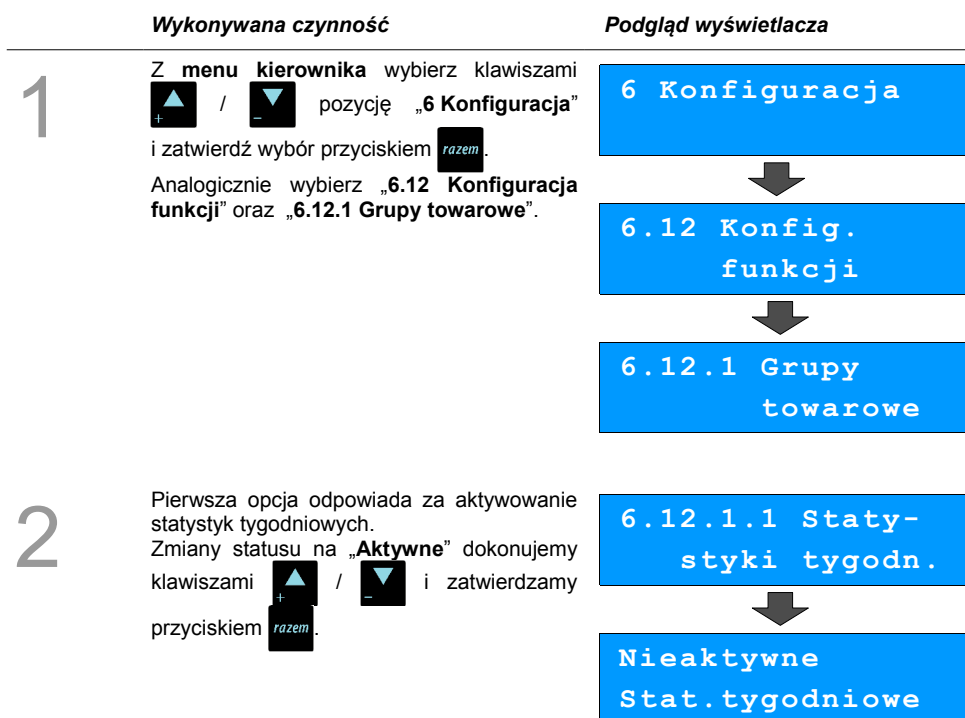 Wykonywana czynność
Podgląd wyświetlacza
1
Z menu kierownika wybierz klawiszami
+ / – pozycję „6 Konfiguracja”
i zatwierdź wybór przyciskiem razem.
Analogicznie wybierz „6.12 Konfiguracja
funkcji” oraz „6.12.1 Grupy towarowe”.
6 Konfiguracja
6.12 Konfig.
funkcji
6.12.1 Grupy
towarowe
2
Pierwsza opcja odpowiada za aktywowanie
statystyk tygodniowych.
Zmiany statusu na „Aktywne” dokonujemy
klawiszami + / – i zatwierdzamy
przyciskiem razem.
6.12.1.1 Staty-
styki tygodn.
Nieaktywne
Stat.tygodniowe